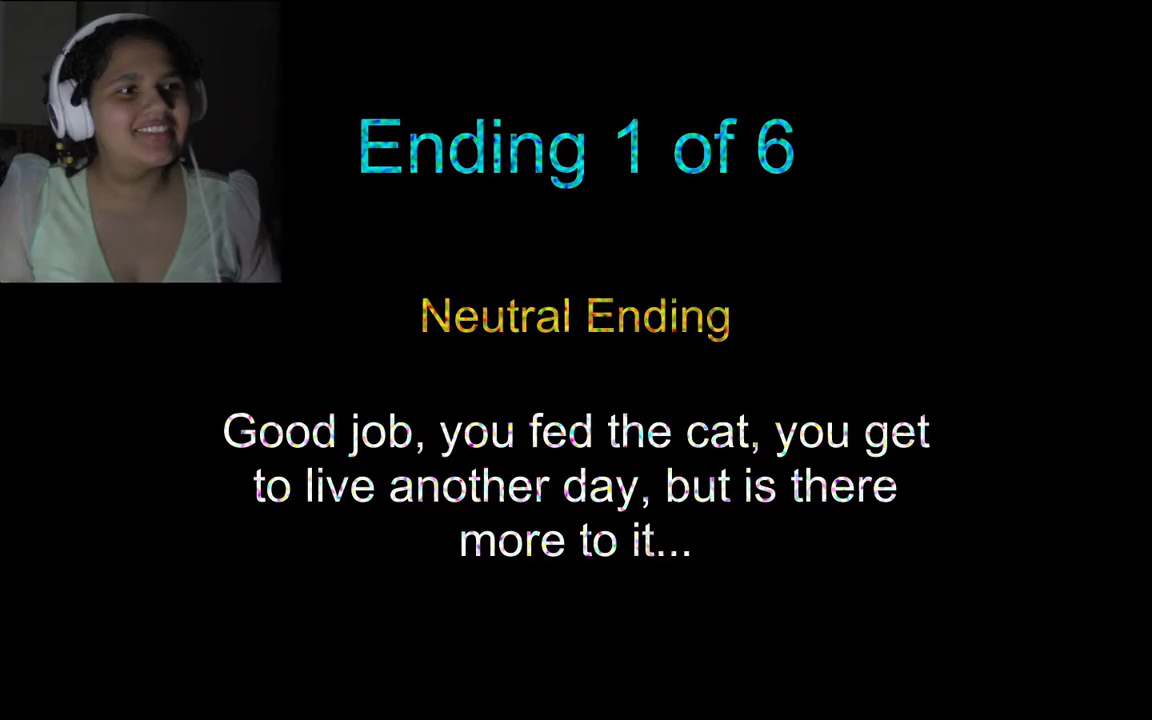 Ending 1 of 6
Neutral Ending
Good job, you fed the cat, you get
to live another day, but is there
more to it...